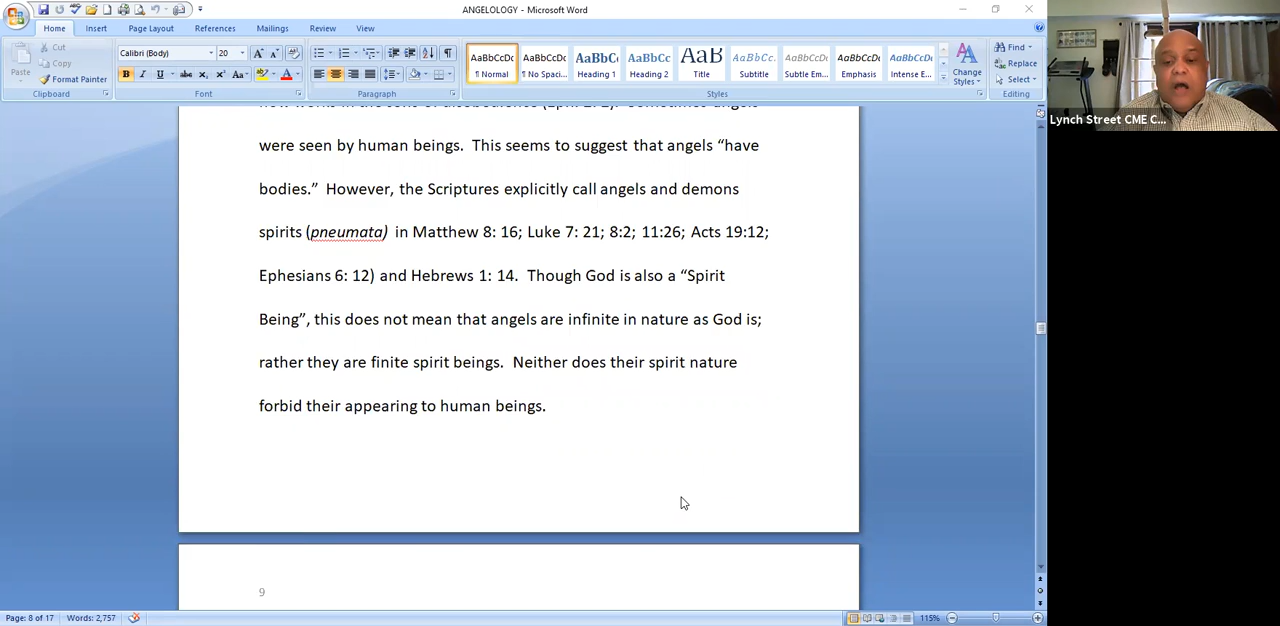 ANGELOLOGY - Microsoft Word
Home Insert Page Layout References Mailings Review View
Paste
Cut
Copy
Format Painter
Clipboard
Calibri (Body) 20
Font
Paragraph
AaBbCcDc AaBbCcDc AaBbC AaBbCc AaB AaBbCc. AaBbCcDc AaBbCcDc AaBbCcDc
¶ Normal ¶ No Spaci... Heading 1 Heading 2 Title Subtitle Subtle Em... Emphasis Intense E...
Change Styles
Styles
Find
Replace
Select
Editing
were seen by human beings. This seems to suggest that angels “have
bodies.” However, the Scriptures explicitly call angels and demons
spirits (pneumata) in Matthew 8: 16; Luke 7: 21; 8:2; 11:26; Acts 19:12;
Ephesians 6: 12) and Hebrews 1: 14. Though God is also a “Spirit
Being”, this does not mean that angels are infinite in nature as God is;
rather they are finite spirit beings. Neither does their spirit nature
forbid their appearing to human beings.
9
Page: 8 of 17 Words: 2,757 115%
Lynch Street CME C...